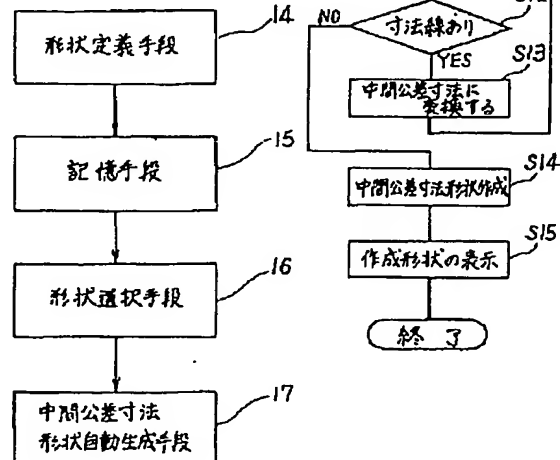 14
形状定義手段
15
記憶手段
16
形状選択手段
17
中間公差寸法
形状自動生成手段
NO
寸法線あり
YES
S13
中間公差寸法に
変換する
S14
中間公差寸法形状作成
S15
作成形状の表示
終了